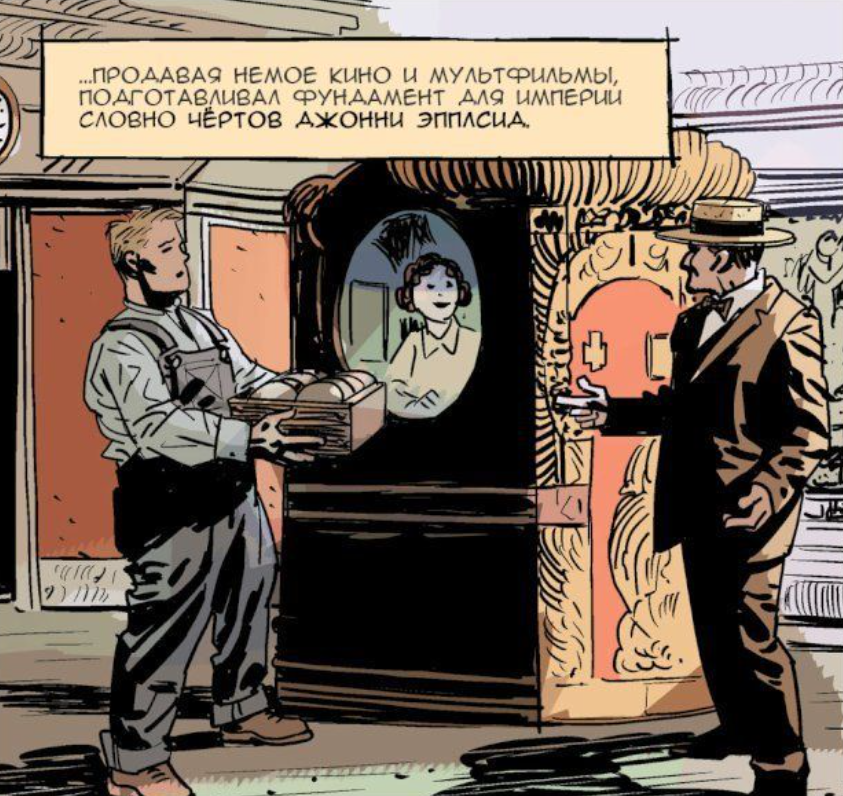 ...ПРОДАВАЯ НЕМОЕ КИНО И МУЛЬТФИЛЬМЫ,
ПОДГОТАВЛИВАЛ ФУНДАМЕНТ ДЛЯ ИМПЕРИИ
СЛОВНО ЧЁРТОВ ДЖОННИ ЭППЛСИД.